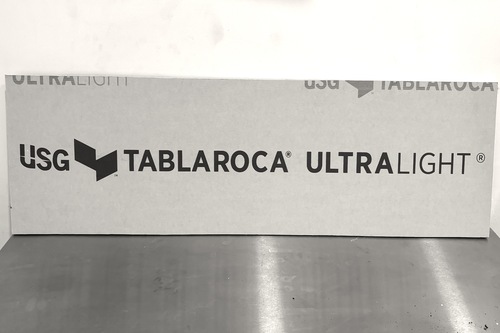 ULTRALIGHT USG TABLAROCA
USG TABLAROCA® ULTRALIGHT®